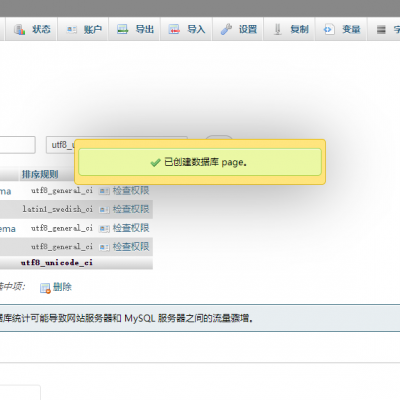 状态 账户 导出 导入 设置 复制 变量 字
utf8_u
已创建数据库 page。
排序规则
ma utf8_general_ci 检查权限
latin1_swedish_ci 检查权限
ema utf8_general_ci 检查权限
utf8_general_ci 检查权限
utf8_unicode_ci
中项： 删除
据库统计可能导致网站服务器和 MySQL 服务器之间的流量骤增。